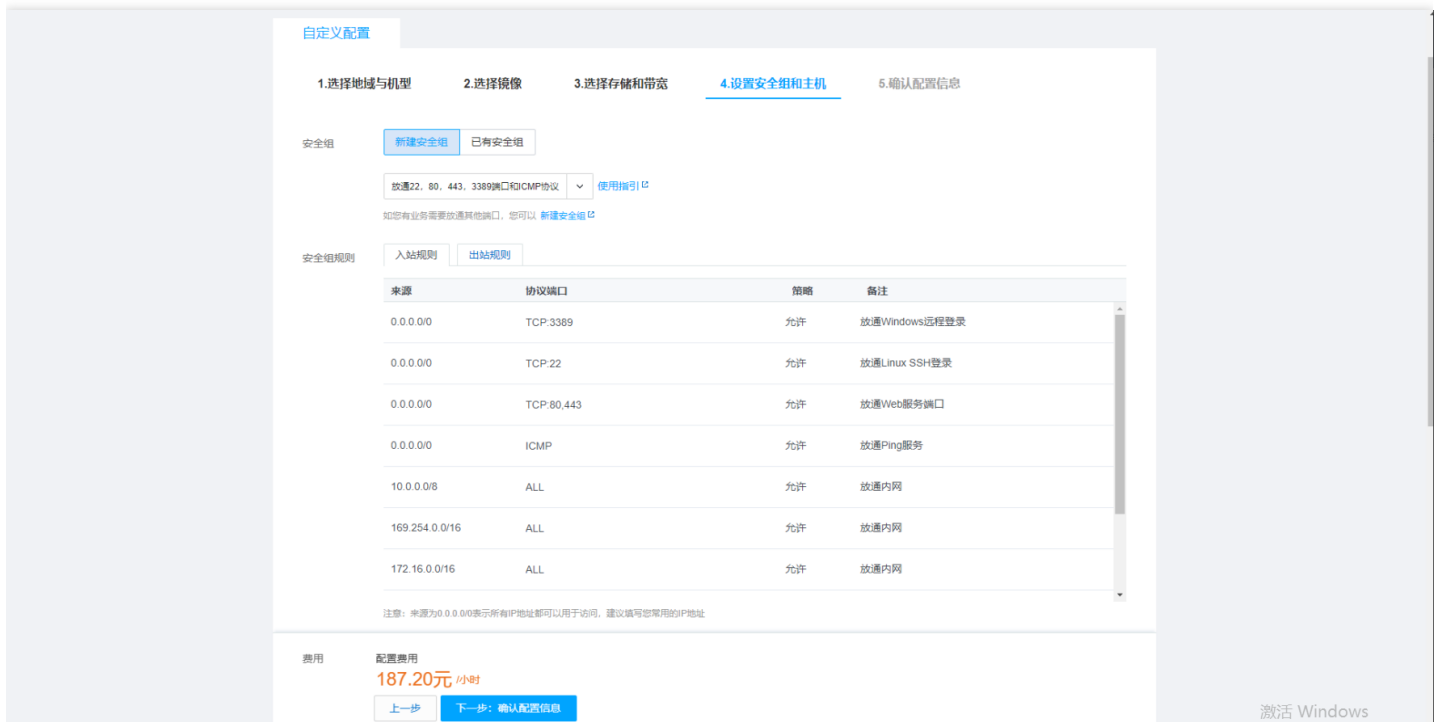 自定义配置
1.选择地域与机型 2.选择镜像 3.选择存储和带宽 4.设置安全组和主机 5.确认配置信息
安全组 新建安全组 已有安全组
放通22，80，443，3389端口和ICMP协议 使用指引
如您有业务需要放通其他端口，您可以 新建安全组
安全组规则 入站规则 出站规则
来源 协议端口 策略 备注
0.0.0.0/0 TCP:3389 允许 放通Windows远程登录
0.0.0.0/0 TCP:22 允许 放通Linux SSH登录
0.0.0.0/0 TCP:80,443 允许 放通Web服务端口
0.0.0.0/0 ICMP 允许 放通Ping服务
10.0.0.0/8 ALL 允许 放通内网
169.254.0.0/16 ALL 允许 放通内网
172.16.0.0/16 ALL 允许 放通内网
注意：来源为0.0.0.0/0表示所有IP地址都可以用于访问，建议填写您常用的IP地址
费用 配置费用
187.20元 /小时
上一步 下一步：确认配置信息
激活 Windows